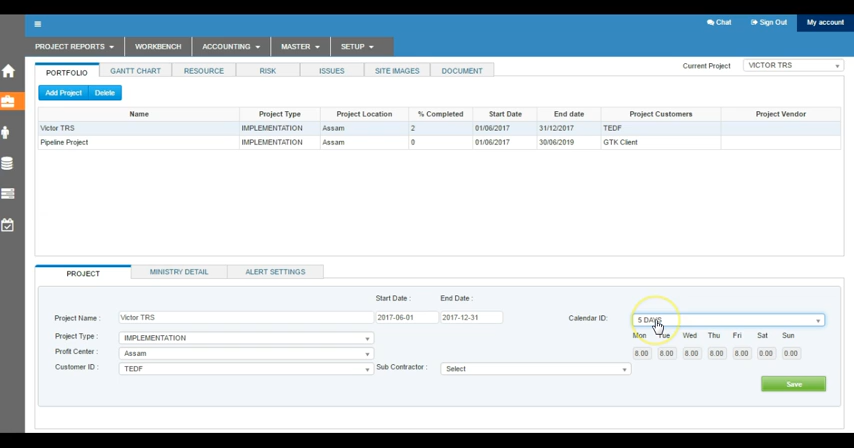 Chat Sign Out My account
PROJECT REPORTS WORKBENCH ACCOUNTING MASTER SETUP
PORTFOLIO GANTT CHART RESOURCE RISK ISSUES SITE IMAGES DOCUMENT Current Project VICTOR TRS
Add Project Delete
Name Project Type Project Location % Completed Start Date End date Project Customers Project Vendor
Victor TRS IMPLEMENTATION Assam 2 01/06/2017 31/12/2017 TEDF
Pipeline Project IMPLEMENTATION Assam 0 01/06/2017 30/06/2019 GTK Client
PROJECT MINISTRY DETAIL ALERT SETTINGS
Start Date : End Date :
Project Name : Victor TRS 2017-06-01 2017-12-31 Calendar ID: 5 DAYS
Project Type : IMPLEMENTATION Mon Tue Wed Thu Fri Sat Sun
Profit Center : Assam 8.00 8.00 8.00 8.00 8.00 0.00 0.00
Customer ID : TEDF Sub Contractor : Select
Save